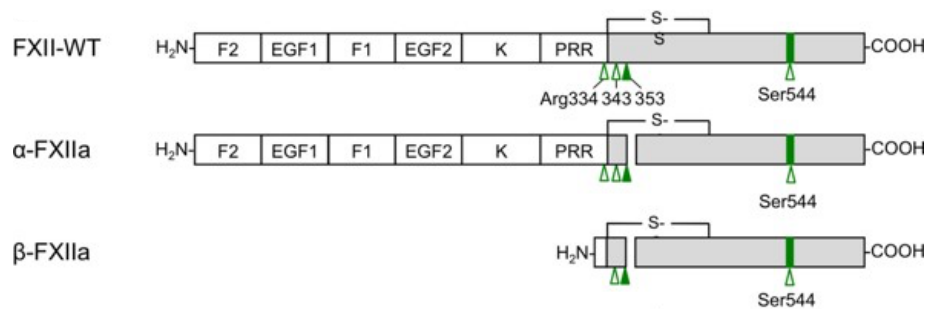 FXII-WT H₂N- F2 EGF1 F1 EGF2 K PRR S-S -COOH
Arg334 343 353 Ser544
α-FXIIa H₂N- F2 EGF1 F1 EGF2 K PRR S- -COOH
Ser544
β-FXIIa H₂N- S- -COOH
Ser544